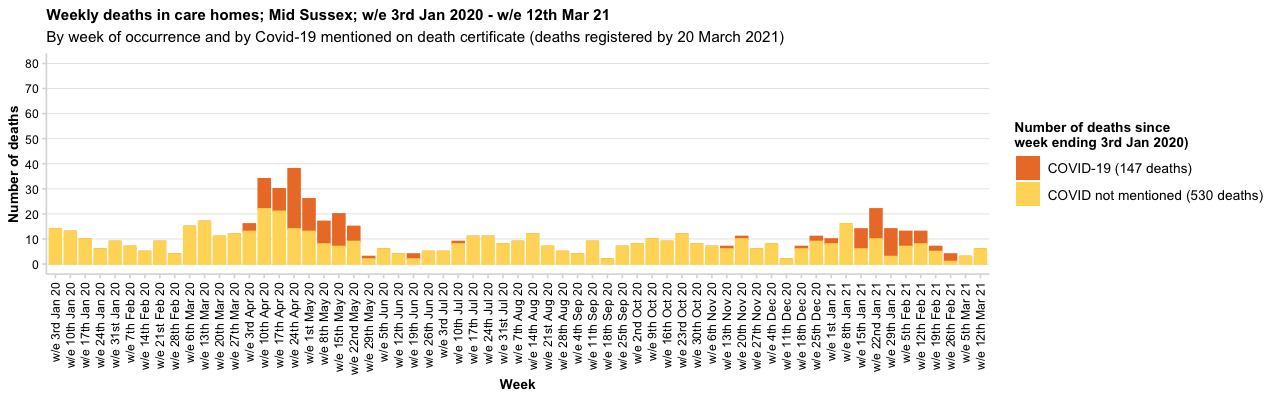 Weekly deaths in care homes; Mid Sussex; w/e 3rd Jan 2020 - w/e 12th Mar 21
By week of occurrence and by Covid-19 mentioned on death certificate (deaths registered by 20 March 2021)
Number of deaths
80
70
60
50
40
30
20
10
0
w/e 3rd Jan 20
w/e 10th Jan 20
w/e 17th Jan 20
w/e 24th Jan 20
w/e 31st Jan 20
w/e 7th Feb 20
w/e 14th Feb 20
w/e 21st Feb 20
w/e 28th Feb 20
w/e 6th Mar 20
w/e 13th Mar 20
w/e 20th Mar 20
w/e 27th Mar 20
w/e 3rd Apr 20
w/e 10th Apr 20
w/e 17th Apr 20
w/e 24th Apr 20
w/e 1st May 20
w/e 8th May 20
w/e 15th May 20
w/e 22nd May 20
w/e 29th May 20
w/e 5th Jun 20
w/e 12th Jun 20
w/e 19th Jun 20
w/e 26th Jun 20
w/e 3rd Jul 20
w/e 10th Jul 20
w/e 17th Jul 20
w/e 24th Jul 20
w/e 31st Jul 20
w/e 7th Aug 20
w/e 14th Aug 20
w/e 21st Aug 20
w/e 28th Aug 20
w/e 4th Sep 20
w/e 11th Sep 20
w/e 18th Sep 20
w/e 25th Sep 20
w/e 2nd Oct 20
w/e 9th Oct 20
w/e 16th Oct 20
w/e 23rd Oct 20
w/e 30th Oct 20
w/e 6th Nov 20
w/e 13th Nov 20
w/e 20th Nov 20
w/e 27th Nov 20
w/e 4th Dec 20
w/e 11th Dec 20
w/e 18th Dec 20
w/e 25th Dec 20
w/e 1st Jan 21
w/e 8th Jan 21
w/e 15th Jan 21
w/e 22nd Jan 21
w/e 29th Jan 21
w/e 5th Feb 21
w/e 12th Feb 21
w/e 19th Feb 21
w/e 26th Feb 21
w/e 5th Mar 21
w/e 12th Mar 21
Week
Number of deaths since
week ending 3rd Jan 2020)
COVID-19 (147 deaths)
COVID not mentioned (530 deaths)